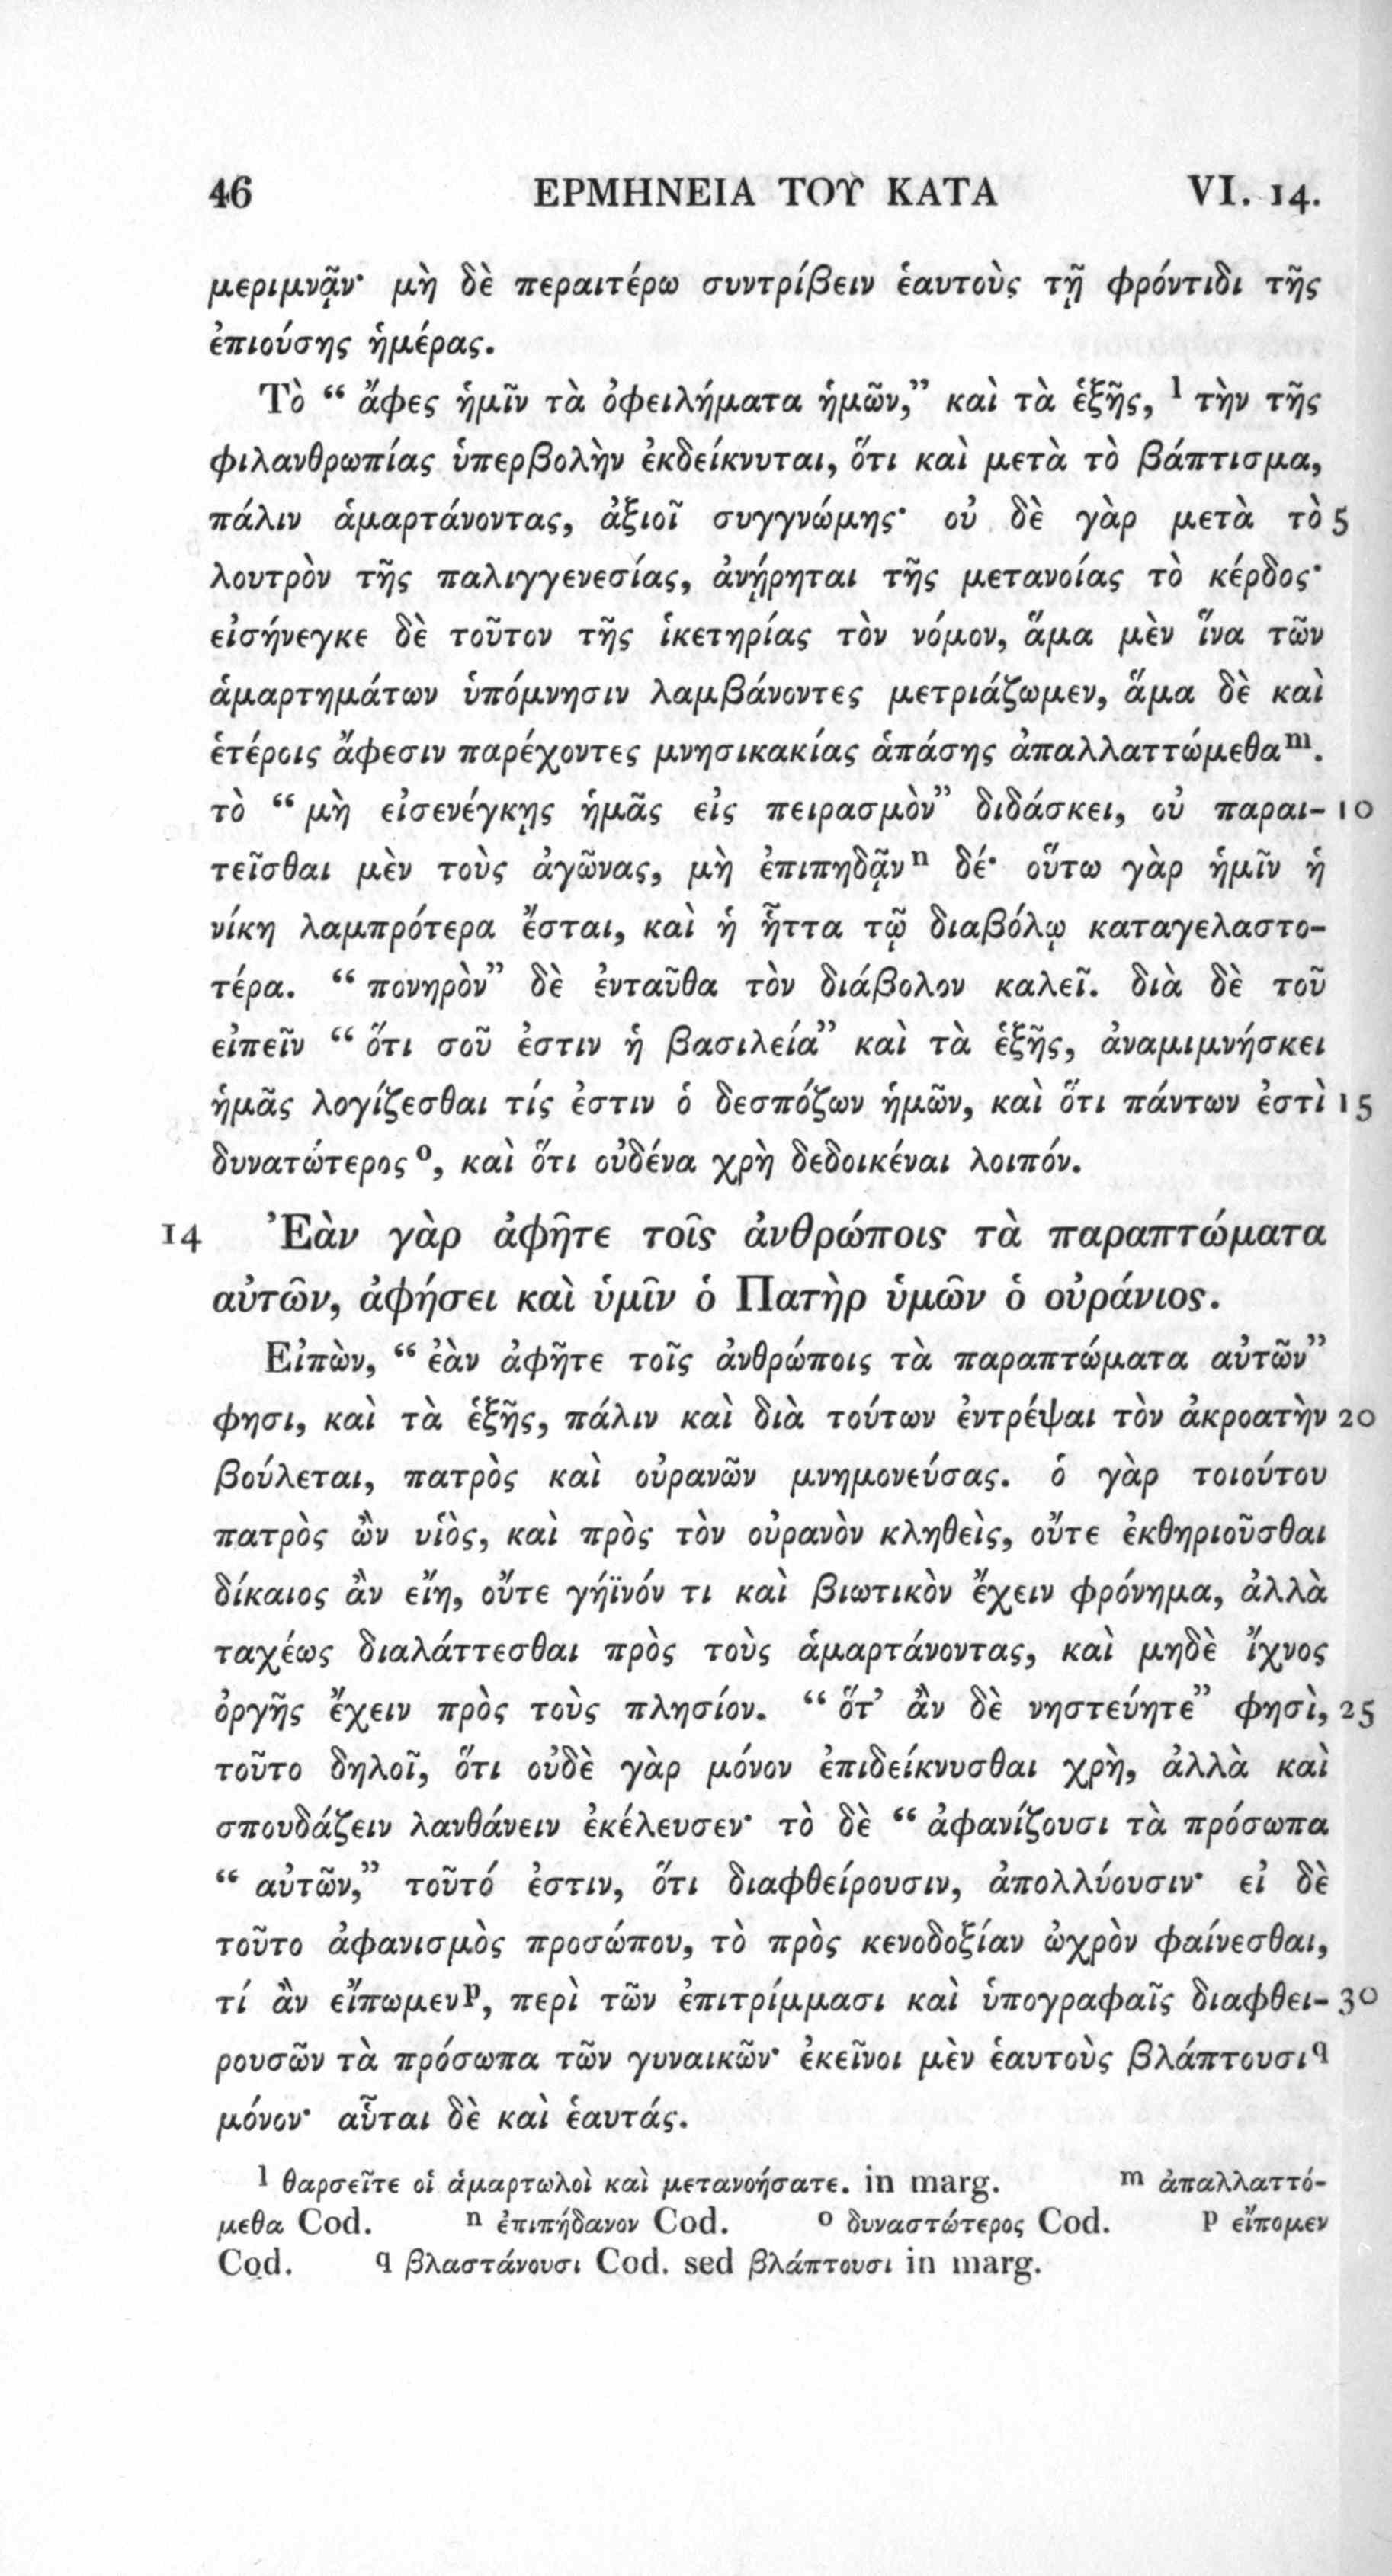 46 ΕΡΜΗΝΕΙΑ ΤΟΥ͂ ΚΑΤΑ VI. 14.
μεριμνᾷν· μὴ δὲ περαιτέρω συντρίβειν ἑαυτοὺς τῇ φρόντιδι τῆς
ἐπιούσης ἡμέρας.
Τὸ “ ἄφες ἡμῖν τὰ ὀφειλήματα ἡμῶν,” καὶ τὰ ἑξῆς, ˡ τὴν τῆς
φιλανθρωπίας ὑπερβολὴν ἐκδείκνυται, ὅτι καὶ μετὰ τὸ βάπτισμα,
πάλιν ἁμαρτάνοντας, ἀξιοῖ συγγνώμης· οὐ δὲ γὰρ μετὰ τὸ 5
λουτρὸν τῆς παλιγγενεσίας, ἀνῄρηται τῆς μετανοίας τὸ κέρδος·
εἰσήνεγκε δὲ τοῦτον τῆς ἱκετηρίας τὸν νόμον, ἅμα μὲν ἵνα τῶν
ἁμαρτημάτων ὑπόμνησιν λαμβάνοντες μετριάζωμεν, ἅμα δὲ καὶ
ἑτέροις ἄφεσιν παρέχοντες μνησικακίας ἁπάσης ἀπαλλαττώμεθαᵐ.
τὸ “ μὴ εἰσενέγκῃς ἡμᾶς εἰς πειρασμὸν” διδάσκει, οὐ παραι- 10
τεῖσθαι μὲν τοὺς ἀγῶνας, μὴ ἐπιπηδᾷνⁿ δέ· οὕτω γὰρ ἡμῖν ἡ
νίκη λαμπρότερα ἔσται, καὶ ἡ ἧττα τῷ διαβόλῳ καταγελαστο-
τέρα. “ πονηρὸν” δὲ ἐνταῦθα τὸν διάβολον καλεῖ. διὰ δὲ τοῦ
εἰπεῖν “ ὅτι σοῦ ἐστιν ἡ βασιλεία” καὶ τὰ ἑξῆς, ἀναμιμνήσκει
ἡμᾶς λογίζεσθαι τίς ἐστιν ὁ δεσπόζων ἡμῶν, καὶ ὅτι πάντων ἐστὶ 15
δυνατώτεροςᵒ, καὶ ὅτι οὐδένα χρὴ δεδοικέναι λοιπόν.
14 Ἐὰν γὰρ ἀφῆτε τοῖς ἀνθρώποις τὰ παραπτώματα
αὐτῶν, ἀφήσει καὶ ὑμῖν ὁ Πατὴρ ὑμῶν ὁ οὐράνιος.
Εἰπὼν, “ ἐὰν ἀφῆτε τοῖς ἀνθρώποις τὰ παραπτώματα αὐτῶν”
φησι, καὶ τὰ ἑξῆς, πάλιν καὶ διὰ τούτων ἐντρέψαι τὸν ἀκροατὴν 20
βούλεται, πατρὸς καὶ οὐρανῶν μνημονεύσας. ὁ γὰρ τοιούτου
πατρὸς ὢν υἱὸς, καὶ πρὸς τὸν οὐρανὸν κληθεὶς, οὔτε ἐκθηριοῦσθαι
δίκαιος ἂν εἴη, οὔτε γήϊνόν τι καὶ βιωτικὸν ἔχειν φρόνημα, ἀλλὰ
ταχέως διαλάττεσθαι πρὸς τοὺς ἁμαρτάνοντας, καὶ μηδὲ ἴχνος
ὀργῆς ἔχειν πρὸς τοὺς πλησίον. “ ὅτ’ ἂν δὲ νηστεύητε” φησὶ, 25
τοῦτο δηλοῖ, ὅτι οὐδὲ γὰρ μόνον ἐπιδείκνυσθαι χρὴ, ἀλλὰ καὶ
σπουδάζειν λανθάνειν ἐκέλευσεν· τὸ δὲ “ ἀφανίζουσι τὰ πρόσωπα
“ αὐτῶν,” τοῦτό ἐστιν, ὅτι διαφθείρουσιν, ἀπολλύουσιν· εἰ δὲ
τοῦτο ἀφανισμὸς προσώπου, τὸ πρὸς κενοδοξίαν ὠχρὸν φαίνεσθαι,
τί ἂν εἴπωμενᵖ, περὶ τῶν ἐπιτρίμμασι καὶ ὑπογραφαῖς διαφθει- 30
ρουσῶν τὰ πρόσωπα τῶν γυναικῶν· ἐκεῖνοι μὲν ἑαυτοὺς βλάπτουσι^q
μόνον· αὗται δὲ καὶ ἑαυτάς.
ˡ θαρσεῖτε οἱ ἁμαρτωλοὶ καὶ μετανοήσατε. in marg. ᵐ ἀπαλλαττό-
μεθα Cod. ⁿ ἐπιπήδανον Cod. ᵒ δυναστώτερος Cod. ᵖ εἴπομεν
Cod. ^q βλαστάνουσι Cod. sed βλάπτουσι in marg.